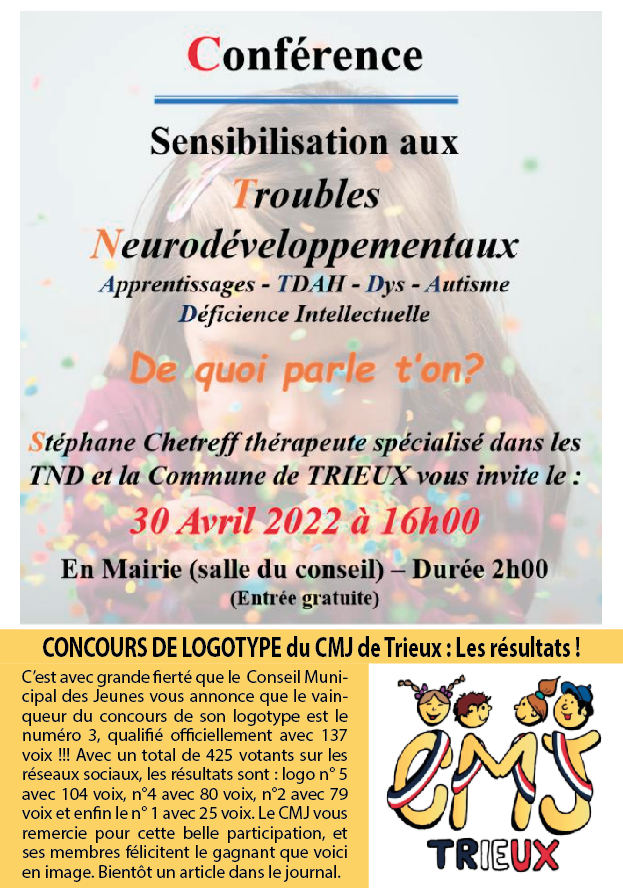 Conférence
Sensibilisation aux
Troubles
Neurodéveloppementaux
Apprentissages - TDAH - Dys - Autisme
Déficience Intellectuelle
De quoi parle t'on?
Stéphane Chetreff thérapeute spécialisé dans les
TND et la Commune de TRIEUX vous invite le :
30 Avril 2022 à 16h00
En Mairie (salle du conseil) – Durée 2h00
(Entrée gratuite)
CONCOURS DE LOGOTYPE du CMJ de Trieux : Les résultats !
C'est avec grande fierté que le Conseil Muni-
cipal des Jeunes vous annonce que le vain-
queur du concours de son logotype est le
numéro 3, qualifié officiellement avec 137
voix !!! Avec un total de 425 votants sur les
réseaux sociaux, les résultats sont : logo n° 5
avec 104 voix, n°4 avec 80 voix, n°2 avec 79
voix et enfin le n° 1 avec 25 voix. Le CMJ vous
remercie pour cette belle participation, et
ses membres félicitent le gagnant que voici
en image. Bientôt un article dans le journal.
CMJ
TRIEUX